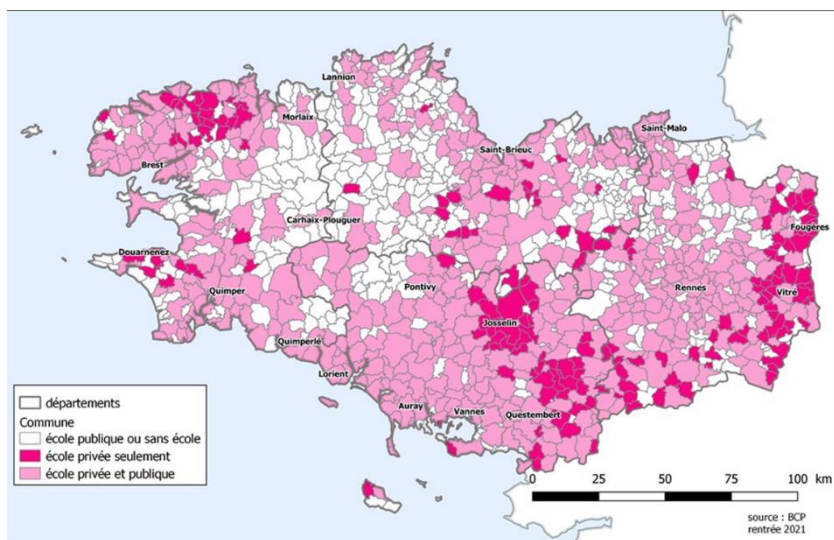 Lannion
Morlaix
Saint-Malo
Saint-Brieuc
Brest
Carhaix-Plouguer
Fougères
Douarnenez
Pontivy
Rennes
Vitré
Quimper
Josselin
Quimperlé
Lorient
Auray
Vannes
Questembert
départements
Commune
école publique ou sans école
école privée seulement
école privée et publique
0 25 50 75 100 km
source : BCP
rentrée 2021